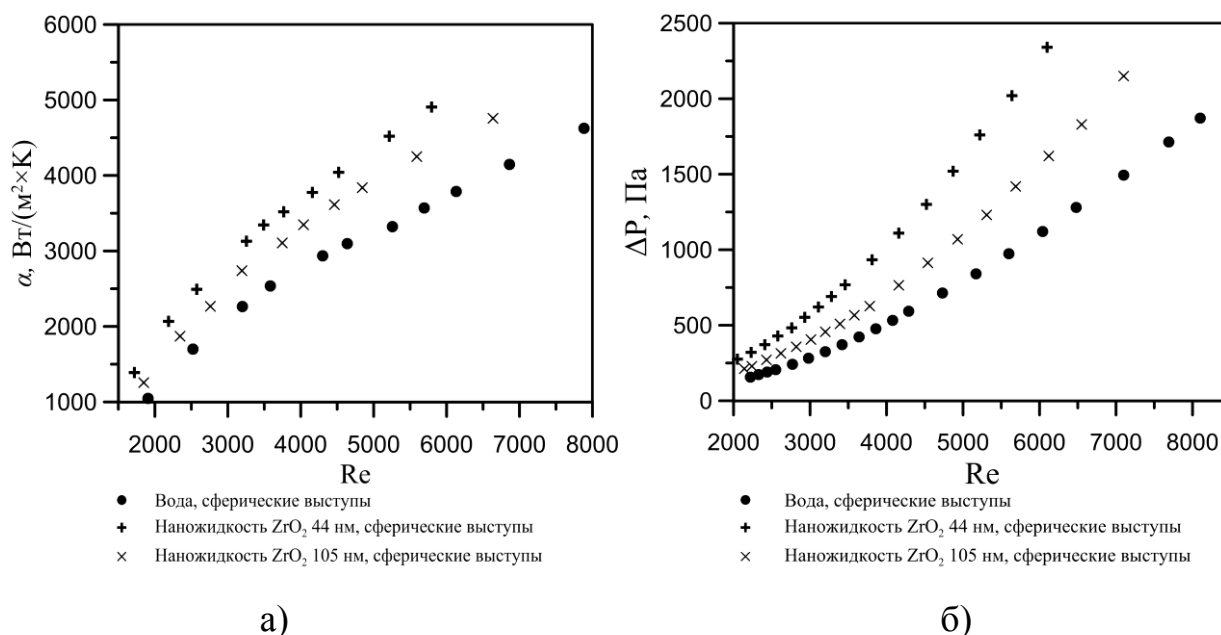 6000
5000
4000
3000
2000
1000
α, Вт/(м²×К)
2000 3000 4000 5000 6000 7000 8000
Re
Вода, сферические выступы
Наножидкость ZrO₂ 44 нм, сферические выступы
Наножидкость ZrO₂ 105 нм, сферические выступы
а)
2500
2000
1500
1000
500
0
ΔP, Па
2000 3000 4000 5000 6000 7000 8000
Re
Вода, сферические выступы
Наножидкость ZrO₂ 44 нм, сферические выступы
Наножидкость ZrO₂ 105 нм, сферические выступы
б)